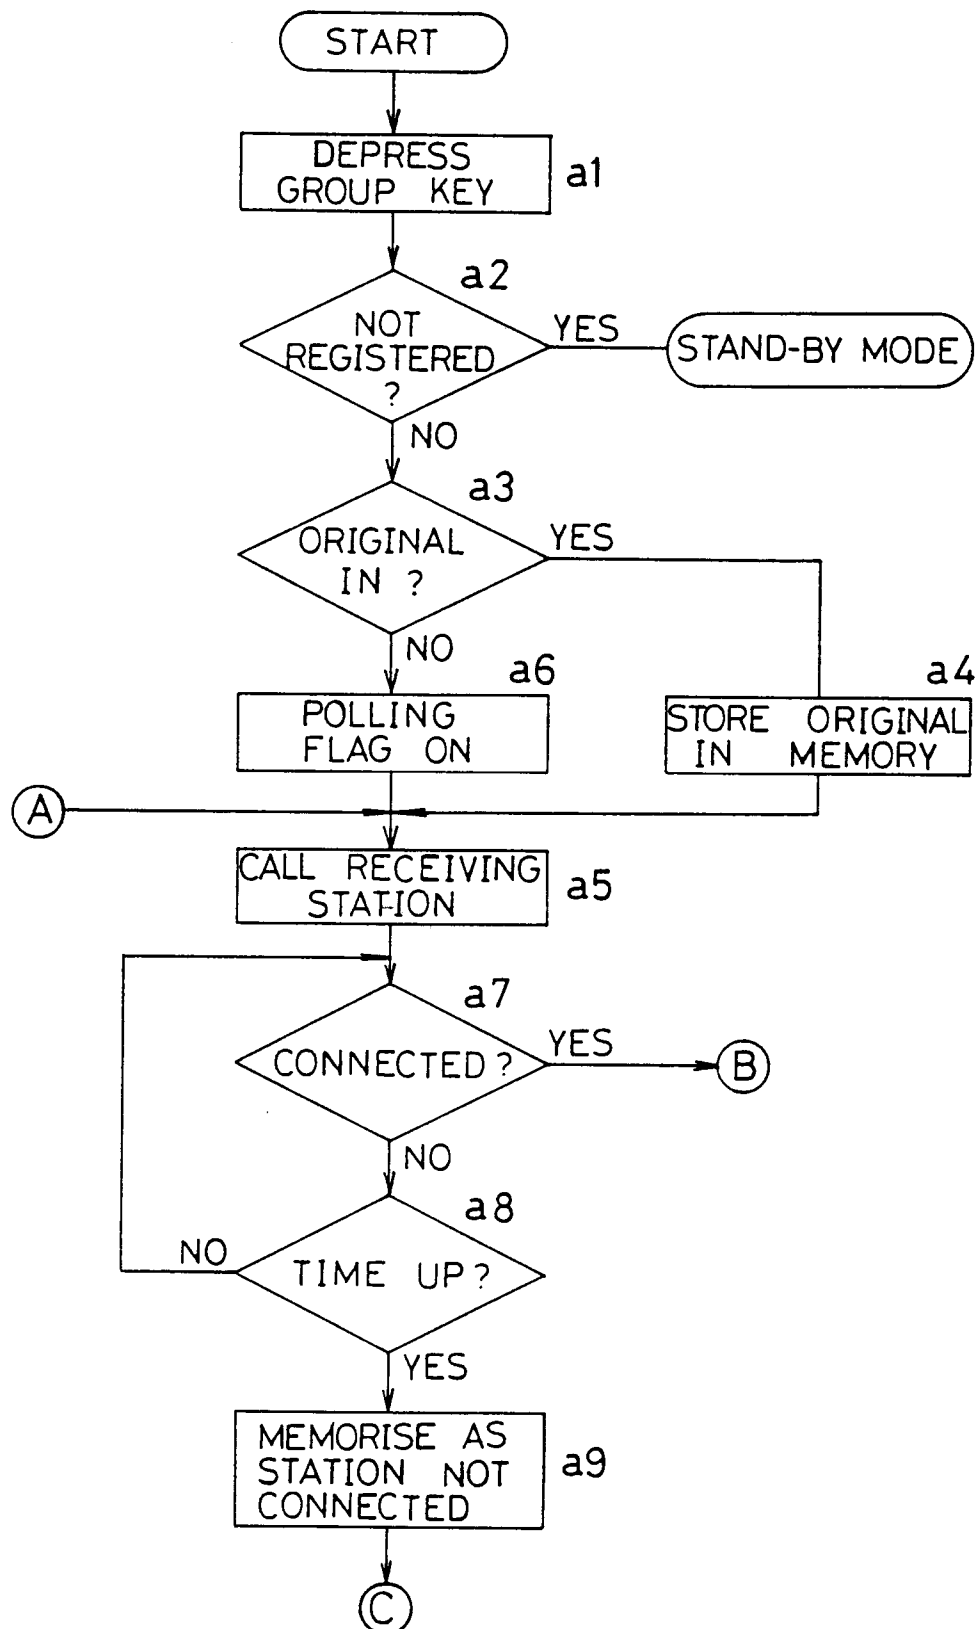 START
DEPRESS
GROUP KEY
a1
a2
NOT
REGISTERED
?
YES
STAND-BY MODE
NO
a3
ORIGINAL
IN ?
YES
NO
a6
POLLING
FLAG ON
a4
STORE ORIGINAL
IN MEMORY
A
CALL RECEIVING
STATION
a5
a7
CONNECTED ?
YES
B
NO
a8
TIME UP ?
NO
YES
MEMORISE AS
STATION NOT
CONNECTED
a9
C